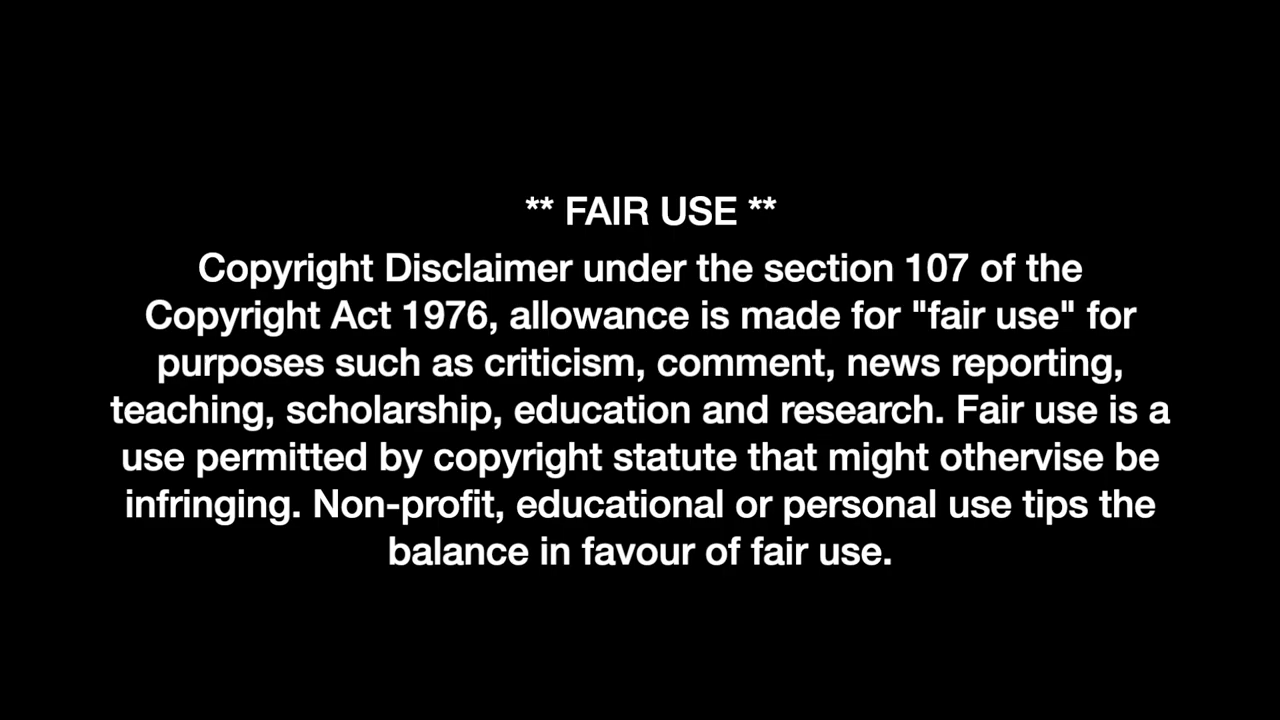 ** FAIR USE **
Copyright Disclaimer under the section 107 of the
Copyright Act 1976, allowance is made for "fair use" for
purposes such as criticism, comment, news reporting,
teaching, scholarship, education and research. Fair use is a
use permitted by copyright statute that might othervise be
infringing. Non-profit, educational or personal use tips the
balance in favour of fair use.